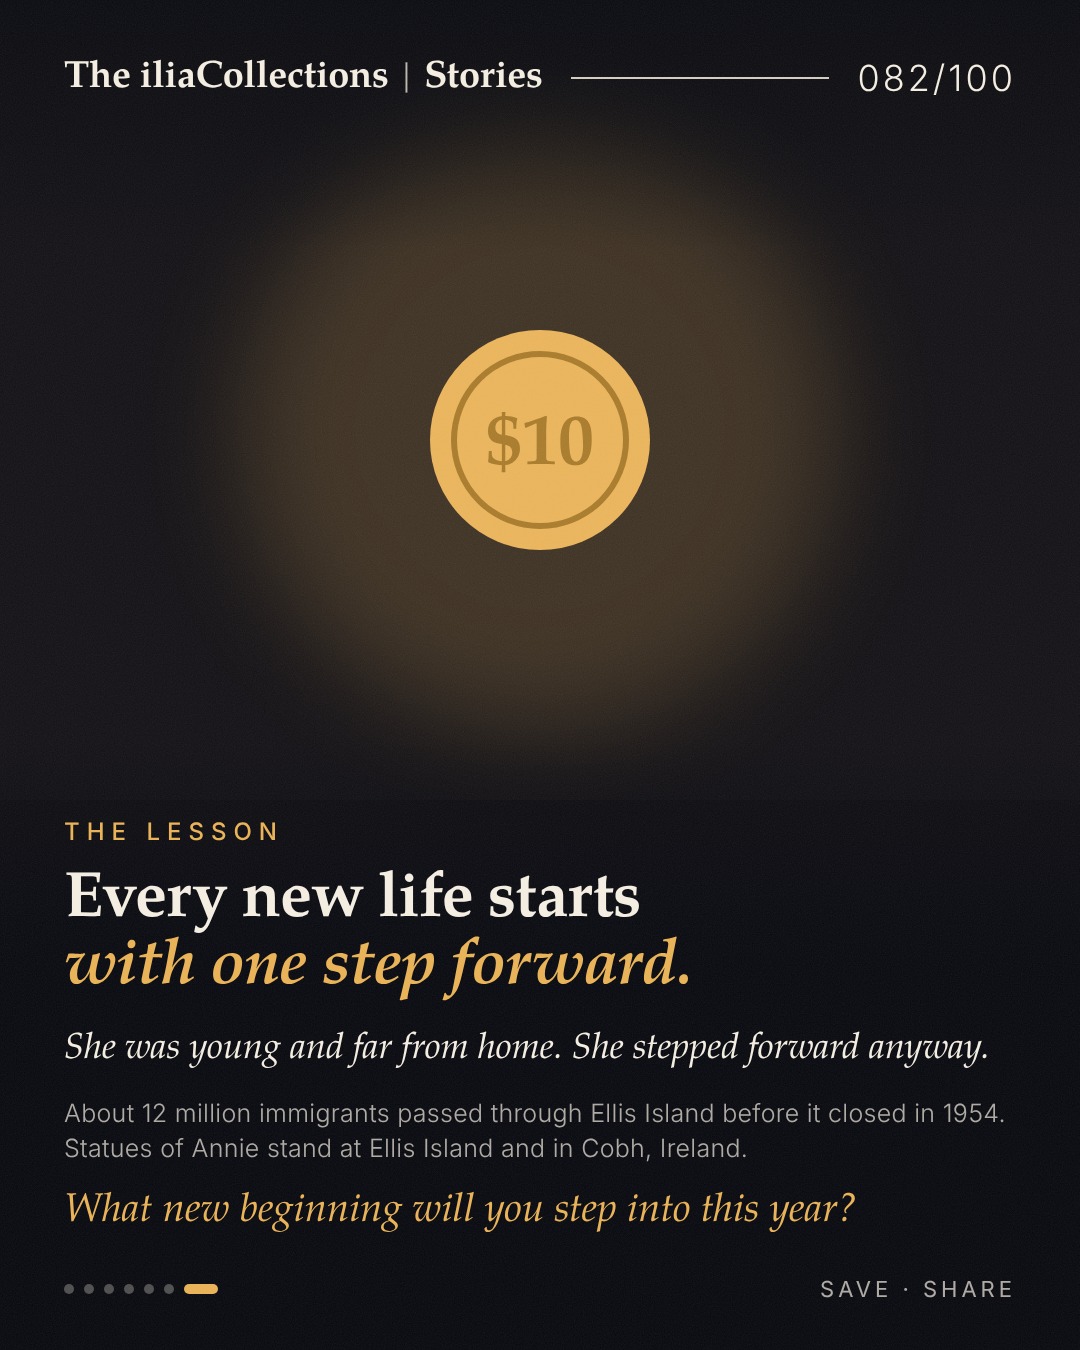 The iliaCollections | Stories 082/100
$10
THE LESSON
Every new life starts
with one step forward.
She was young and far from home. She stepped forward anyway.
About 12 million immigrants passed through Ellis Island before it closed in 1954.
Statues of Annie stand at Ellis Island and in Cobh, Ireland.
What new beginning will you step into this year?
SAVE · SHARE